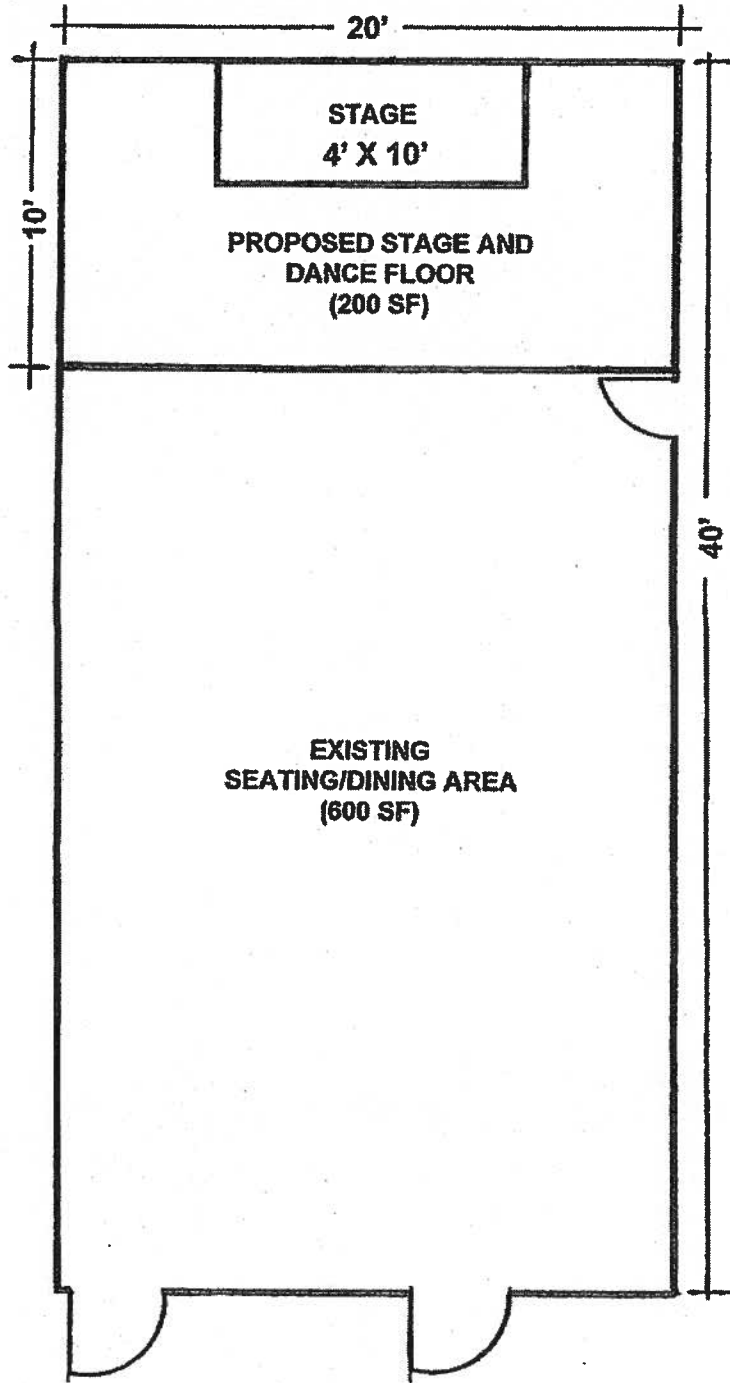 20'
STAGE
4' X 10'
10'
PROPOSED STAGE AND
DANCE FLOOR
(200 SF)
40'
EXISTING
SEATING/DINING AREA
(600 SF)